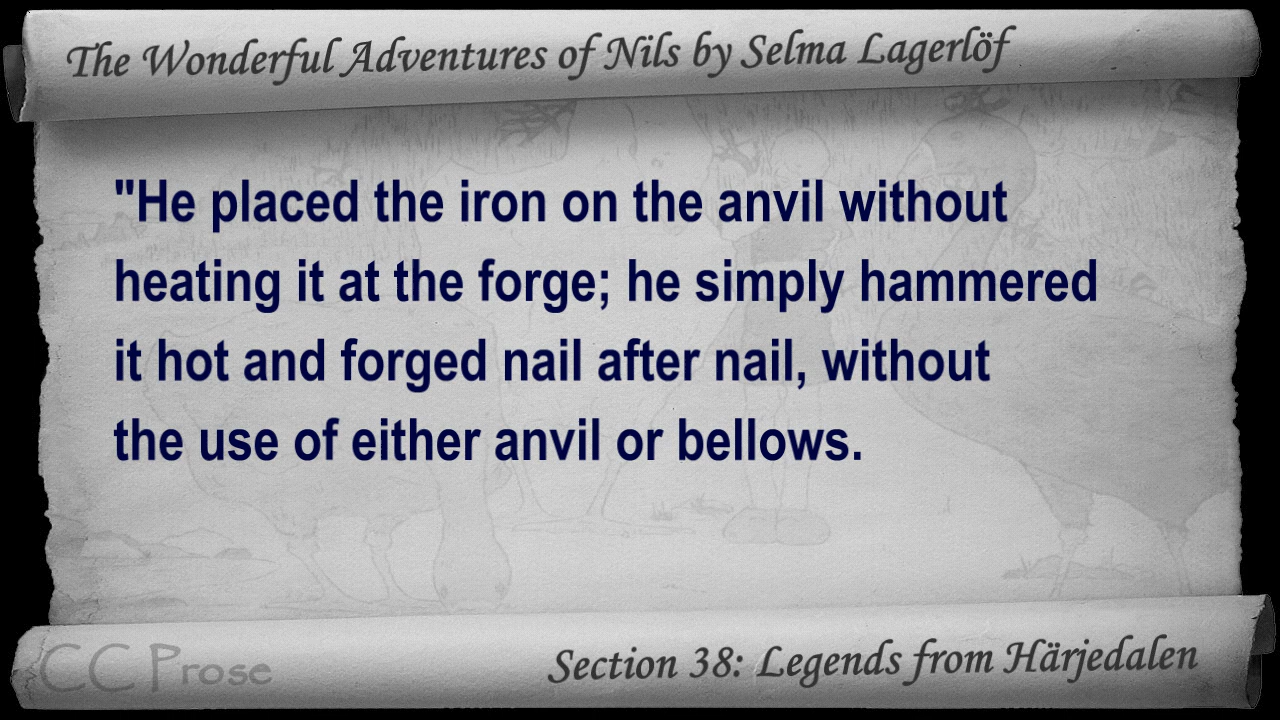 The Wonderful Adventures of Nils by Selma Lagerlöf
"He placed the iron on the anvil without
heating it at the forge; he simply hammered
it hot and forged nail after nail, without
the use of either anvil or bellows.
CC Prose
Section 38: Legends from Härjedalen